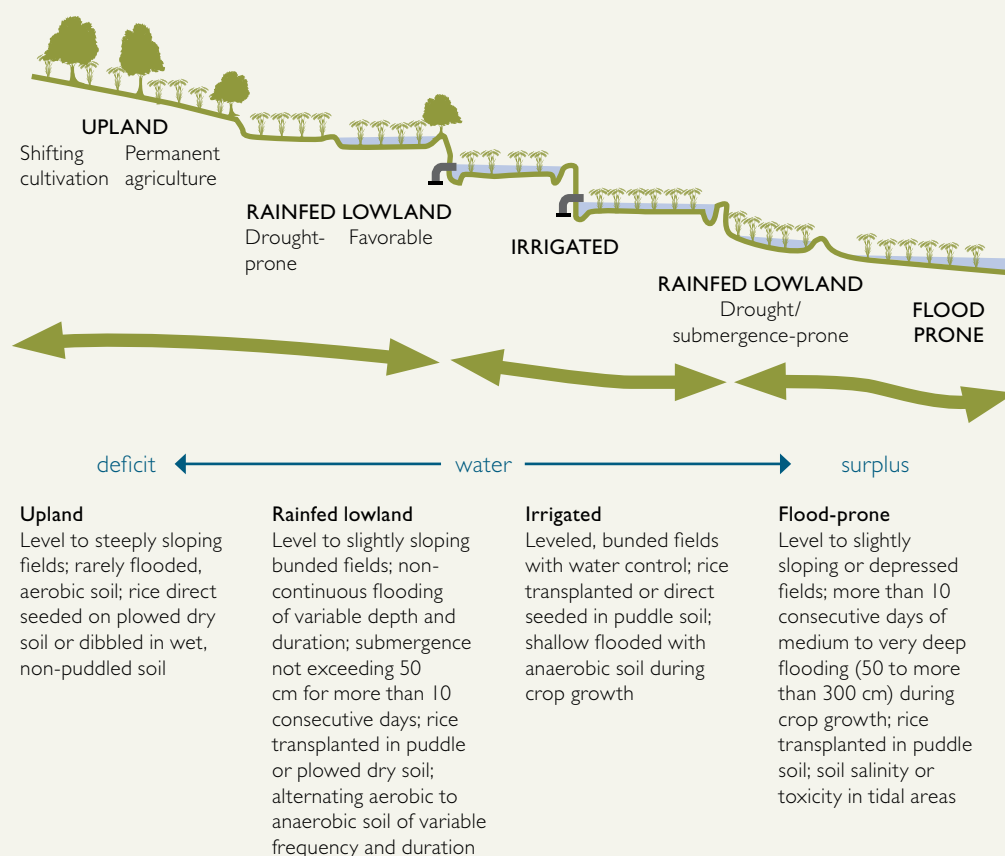 UPLAND
Shifting cultivation
Permanent agriculture
RAINFED LOWLAND
Drought-prone
Favorable
IRRIGATED
RAINFED LOWLAND
Drought/
submergence-prone
FLOOD
PRONE
deficit
water
surplus
Upland
Level to steeply sloping
fields; rarely flooded,
aerobic soil; rice direct
seeded on plowed dry
soil or dibbled in wet,
non-puddled soil
Rainfed lowland
Level to slightly sloping
bunded fields; non-
continuous flooding
of variable depth and
duration; submergence
not exceeding 50
cm for more than 10
consecutive days; rice
transplanted in puddle
or plowed dry soil;
alternating aerobic to
anaerobic soil of variable
frequency and duration
Irrigated
Leveled, bunded fields
with water control; rice
transplanted or direct
seeded in puddle soil;
shallow flooded with
anaerobic soil during
crop growth
Flood-prone
Level to slightly
sloping or depressed
fields; more than 10
consecutive days of
medium to very deep
flooding (50 to more
than 300 cm) during
crop growth; rice
transplanted in puddle
soil; soil salinity or
toxicity in tidal areas